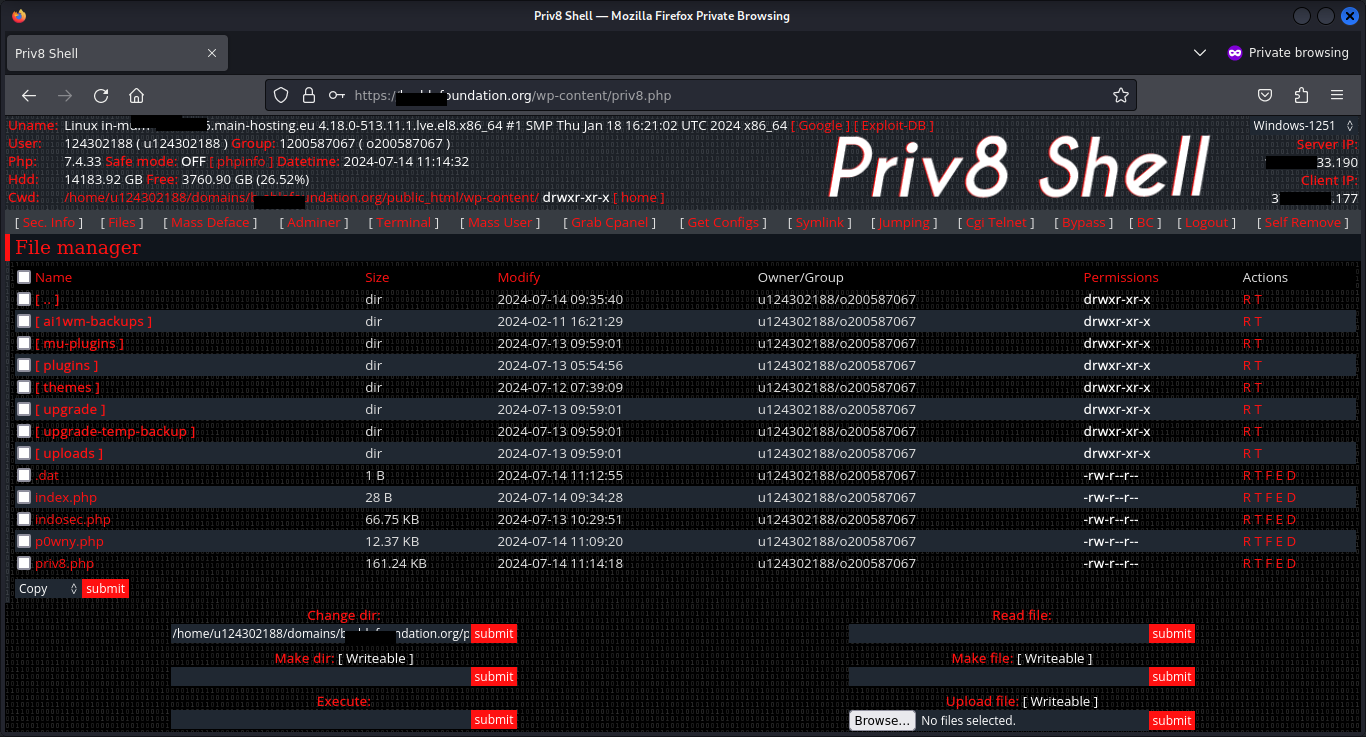 Priv8 Shell — Mozilla Firefox Private Browsing
Priv8 Shell
Private browsing
https:/foundation.org/wp-content/priv8.php
Uname: Linux .main-hosting.eu 4.18.0-513.11.1.lve.el8.x86_64 #1 SMP Thu Jan 18 16:21:02 UTC 2024 x86_64 [ Google ] [ Exploit-DB ]
Windows-1251
User: 124302188 ( u124302188 ) Group: 1200587067 ( o200587067 )
Server IP:
Php: 7.4.33 Safe mode: OFF [ phpinfo ] Datetime: 2024-07-14 11:14:32
33.190
Hdd: 14183.92 GB Free: 3760.90 GB (26.52%)
Client IP:
Cwd: /home/u124302188/domains/ undation.org/public_html/wp-content/ drwxr-xr-x [ home ]
3 .177
Priv8 Shell
[ Sec. Info ] [ Files ] [ Mass Deface ] [ Adminer ] [ Terminal ] [ Mass User ] [ Grab Cpanel ] [ Get Configs ] [ Symlink ] [ Jumping ] [ Cgi Telnet ] [ Bypass ] [ BC ] [ Logout ] [ Self Remove ]
File manager
Name Size Modify Owner/Group Permissions Actions
[ .. ] dir 2024-07-14 09:35:40 u124302188/o200587067 drwxr-xr-x R T
[ ai1wm-backups ] dir 2024-02-11 16:21:29 u124302188/o200587067 drwxr-xr-x R T
[ mu-plugins ] dir 2024-07-13 09:59:01 u124302188/o200587067 drwxr-xr-x R T
[ plugins ] dir 2024-07-13 05:54:56 u124302188/o200587067 drwxr-xr-x R T
[ themes ] dir 2024-07-12 07:39:09 u124302188/o200587067 drwxr-xr-x R T
[ upgrade ] dir 2024-07-13 09:59:01 u124302188/o200587067 drwxr-xr-x R T
[ upgrade-temp-backup ] dir 2024-07-13 09:59:01 u124302188/o200587067 drwxr-xr-x R T
[ uploads ] dir 2024-07-13 09:59:01 u124302188/o200587067 drwxr-xr-x R T
.dat 1 B 2024-07-14 11:12:55 u124302188/o200587067 -rw-r--r-- R T F E D
index.php 28 B 2024-07-14 09:34:28 u124302188/o200587067 -rw-r--r-- R T F E D
indosec.php 66.75 KB 2024-07-13 10:29:51 u124302188/o200587067 -rw-r--r-- R T F E D
p0wny.php 12.37 KB 2024-07-14 11:09:20 u124302188/o200587067 -rw-r--r-- R T F E D
priv8.php 161.24 KB 2024-07-14 11:14:18 u124302188/o200587067 -rw-r--r-- R T F E D
Copy submit
Change dir: Read file:
/home/u124302188/domains/ ndation.org/p submit submit
Make dir: [ Writeable ] Make file: [ Writeable ]
submit submit
Execute: Upload file: [ Writeable ]
submit Browse... No files selected. submit